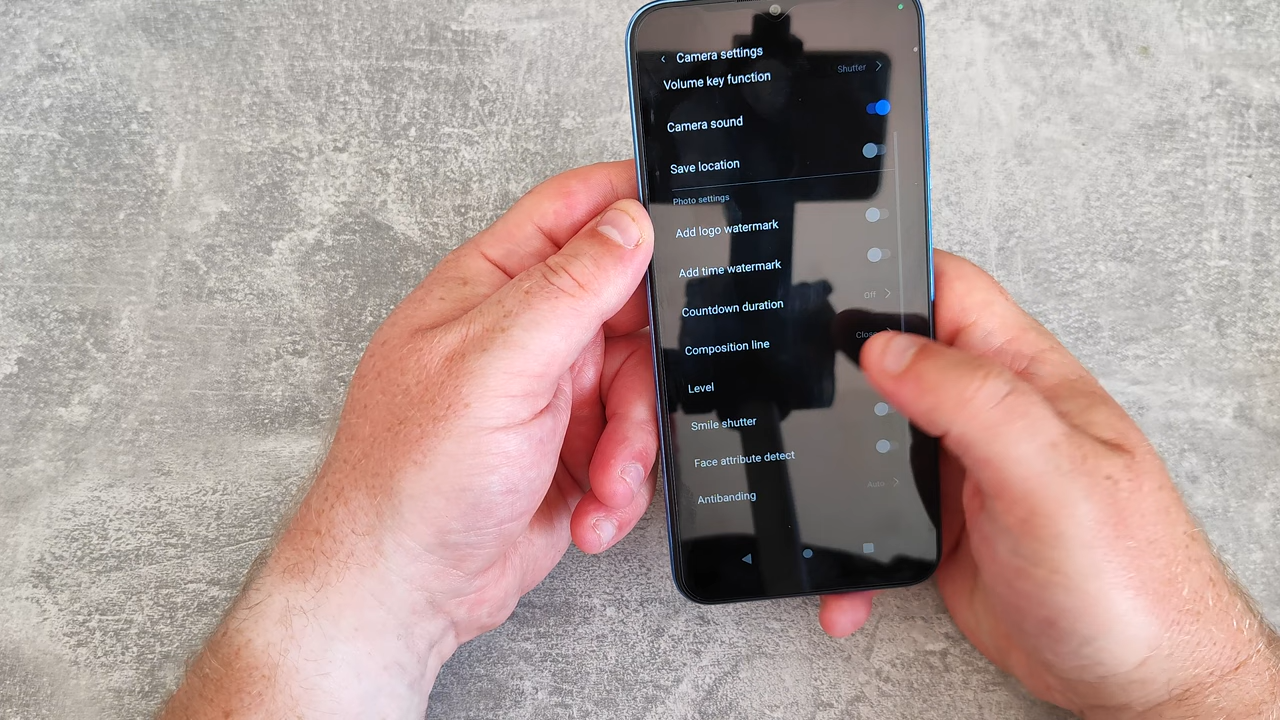 Camera settings
Volume key function Shutter
Camera sound
Save location
Photo settings
Add logo watermark
Add time watermark
Countdown duration Off
Composition line
Level
Smile shutter
Face attribute detect
Antibanding Auto